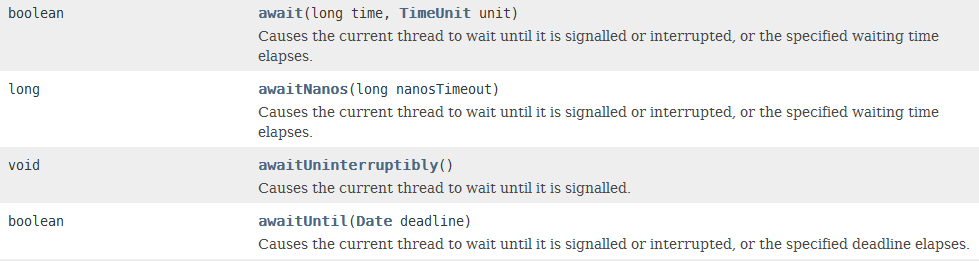 boolean await(long time, TimeUnit unit)
Causes the current thread to wait until it is signalled or interrupted, or the specified waiting time
elapses.
long awaitNanos(long nanosTimeout)
Causes the current thread to wait until it is signalled or interrupted, or the specified waiting time
elapses.
void awaitUninterruptibly()
Causes the current thread to wait until it is signalled.
boolean awaitUntil(Date deadline)
Causes the current thread to wait until it is signalled or interrupted, or the specified deadline elapses.